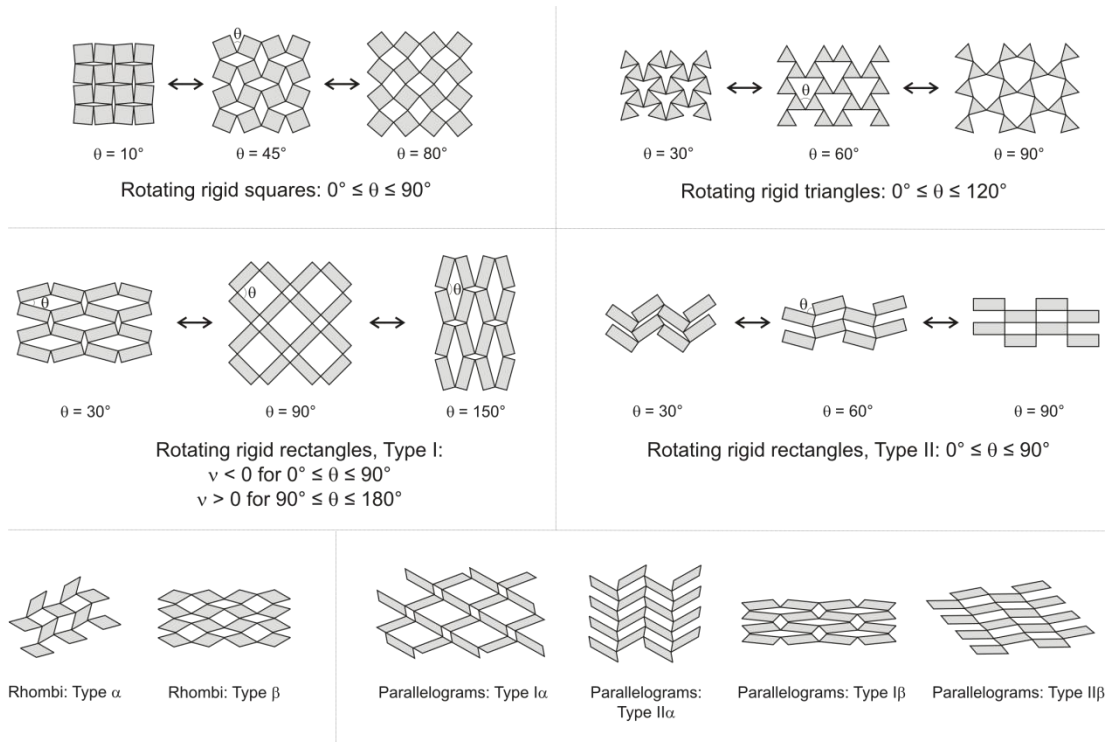 θ
θ = 10°
θ = 45°
θ = 80°
Rotating rigid squares: 0° ≤ θ ≤ 90°
θ
θ = 30°
θ = 60°
θ = 90°
Rotating rigid triangles: 0° ≤ θ ≤ 120°
θ
θ
θ
θ = 30°
θ = 90°
θ = 150°
Rotating rigid rectangles, Type I:
ν < 0 for 0° ≤ θ ≤ 90°
ν > 0 for 90° ≤ θ ≤ 180°
θ
θ = 30°
θ = 60°
θ = 90°
Rotating rigid rectangles, Type II: 0° ≤ θ ≤ 90°
Rhombi: Type α
Rhombi: Type β
Parallelograms: Type Iα
Parallelograms:
Type IIα
Parallelograms: Type Iβ
Parallelograms: Type IIβ